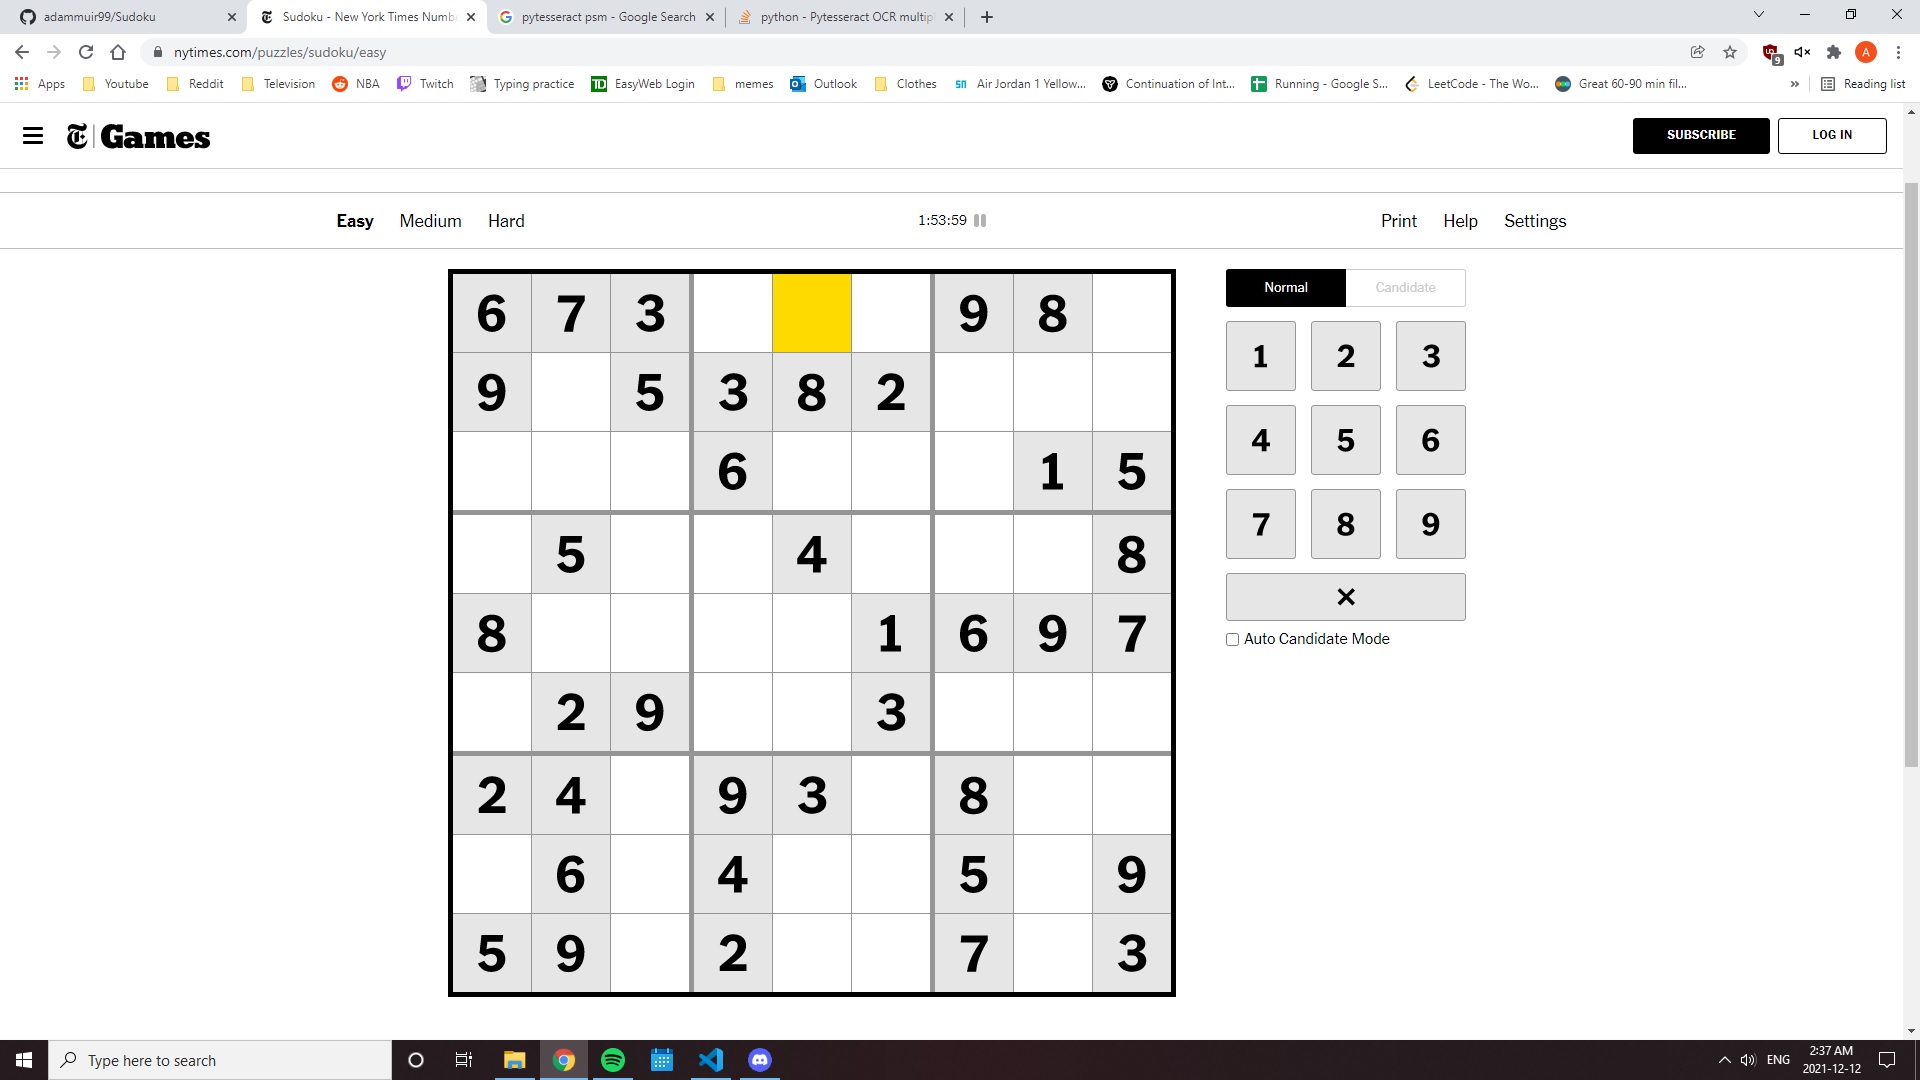 adammuir99/Sudoku
Sudoku - New York Times Numb
pytesseract psm - Google Search
python - Pytesseract OCR multip
nytimes.com/puzzles/sudoku/easy
A
9
Apps Youtube Reddit Television NBA Twitch Typing practice EasyWeb Login memes Outlook Clothes Air Jordan 1 Yellow... Continuation of Int... Running - Google S... LeetCode - The Wo... Great 60-90 min fil... » Reading list
Games
SUBSCRIBE
LOG IN
Easy Medium Hard
1:53:59
Print Help Settings
6 7 3 9 8
9 5 3 8 2
6 1 5
5 4 8
8 1 6 9 7
2 9 3
2 4 9 3 8
6 4 5 9
5 9 2 7 3
Normal Candidate
1 2 3
4 5 6
7 8 9
×
Auto Candidate Mode
Type here to search
ENG
2:37 AM
2021-12-12